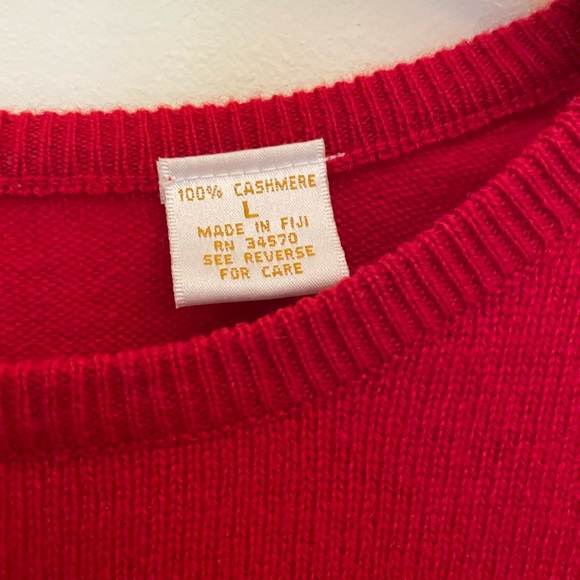 100% CASHMERE
L
MADE IN FIJI
RN 34570
SEE REVERSE
FOR CARE